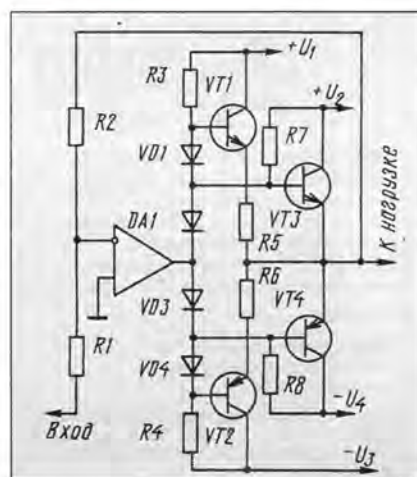 +U1
R3
VT1
+U2
R2
R7
VD1
DA1
VT3
R5
К нагрузке
R6
VT4
VD3
R1
VD4
R8
-U4
Вход
R4
VT2
-U3